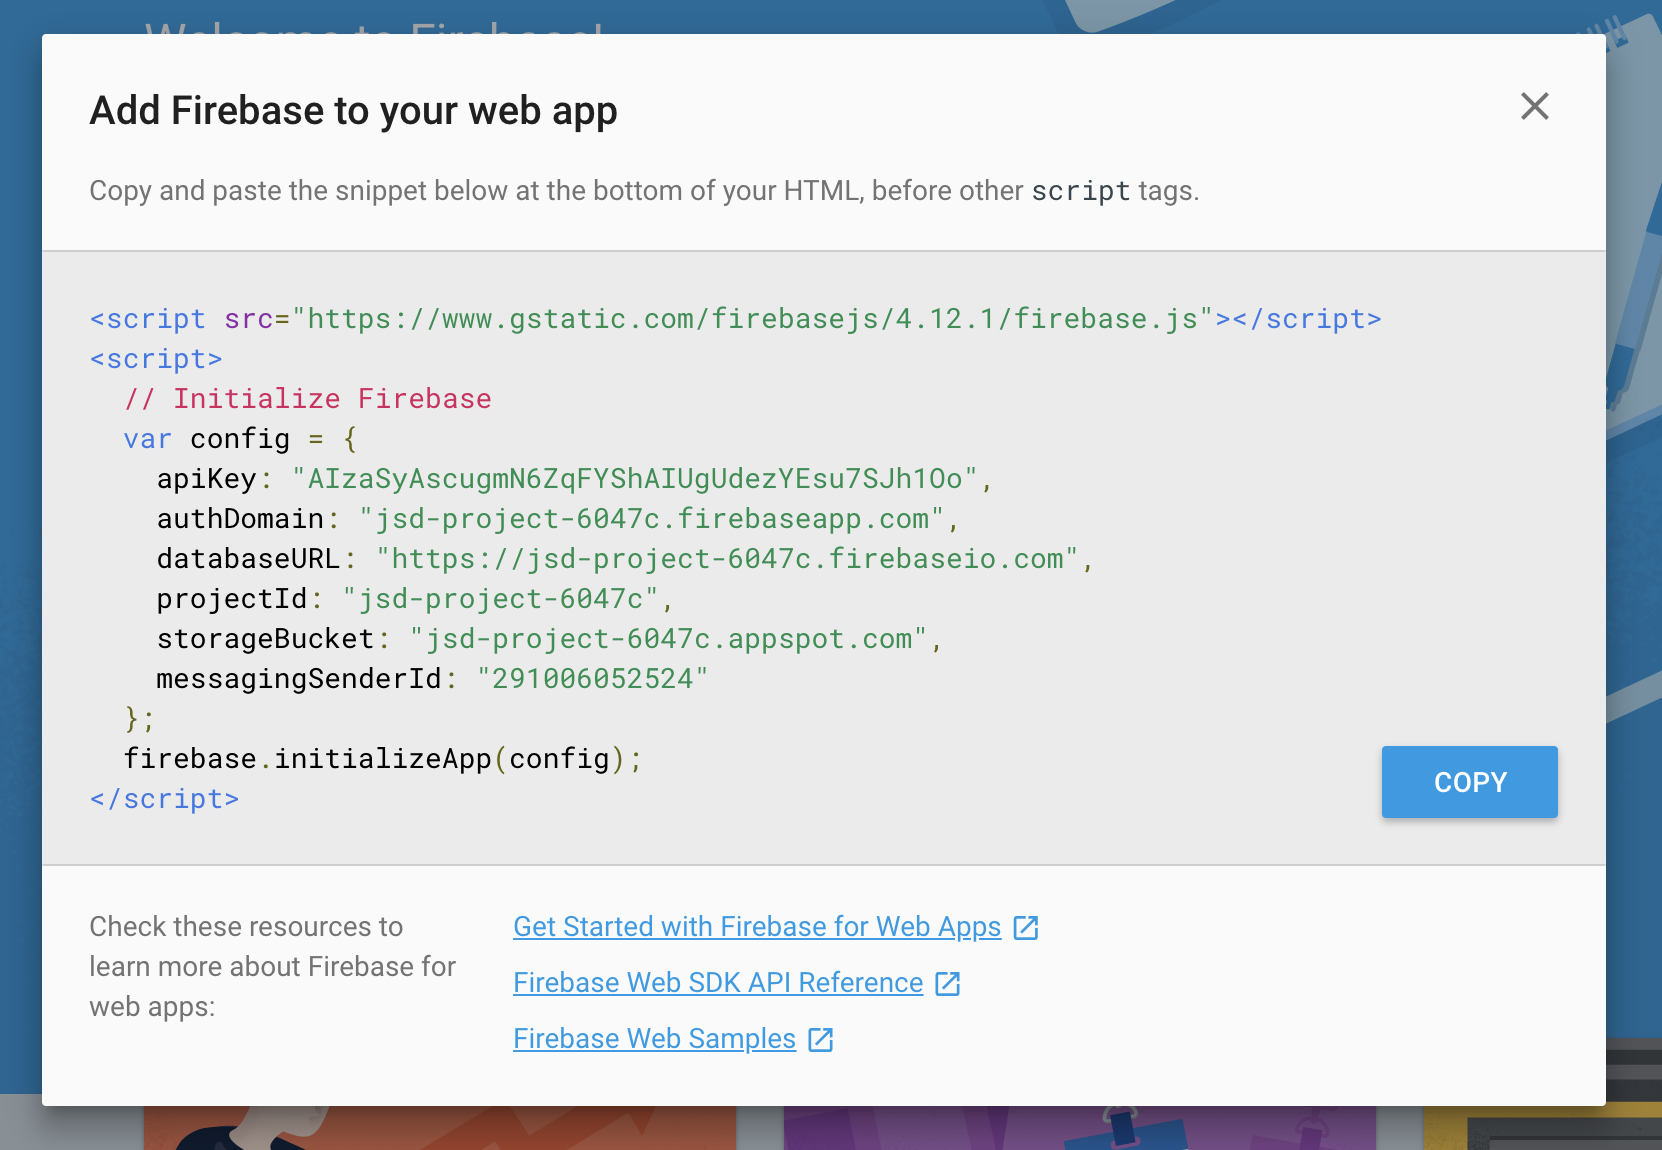 Welcome to Firebase!
Add Firebase to your web app
Copy and paste the snippet below at the bottom of your HTML, before other script tags.
<script src="https://www.gstatic.com/firebasejs/4.12.1/firebase.js"></script>
<script>
  // Initialize Firebase
  var config = {
    apiKey: "AIzaSyAscugmN6ZqFYShAIUgUdezYEsu7SJh1Oo",
    authDomain: "jsd-project-6047c.firebaseapp.com",
    databaseURL: "https://jsd-project-6047c.firebaseio.com",
    projectId: "jsd-project-6047c",
    storageBucket: "jsd-project-6047c.appspot.com",
    messagingSenderId: "291006052524"
  };
  firebase.initializeApp(config);
</script>
COPY
Check these resources to
learn more about Firebase for
web apps:
Get Started with Firebase for Web Apps
Firebase Web SDK API Reference
Firebase Web Samples